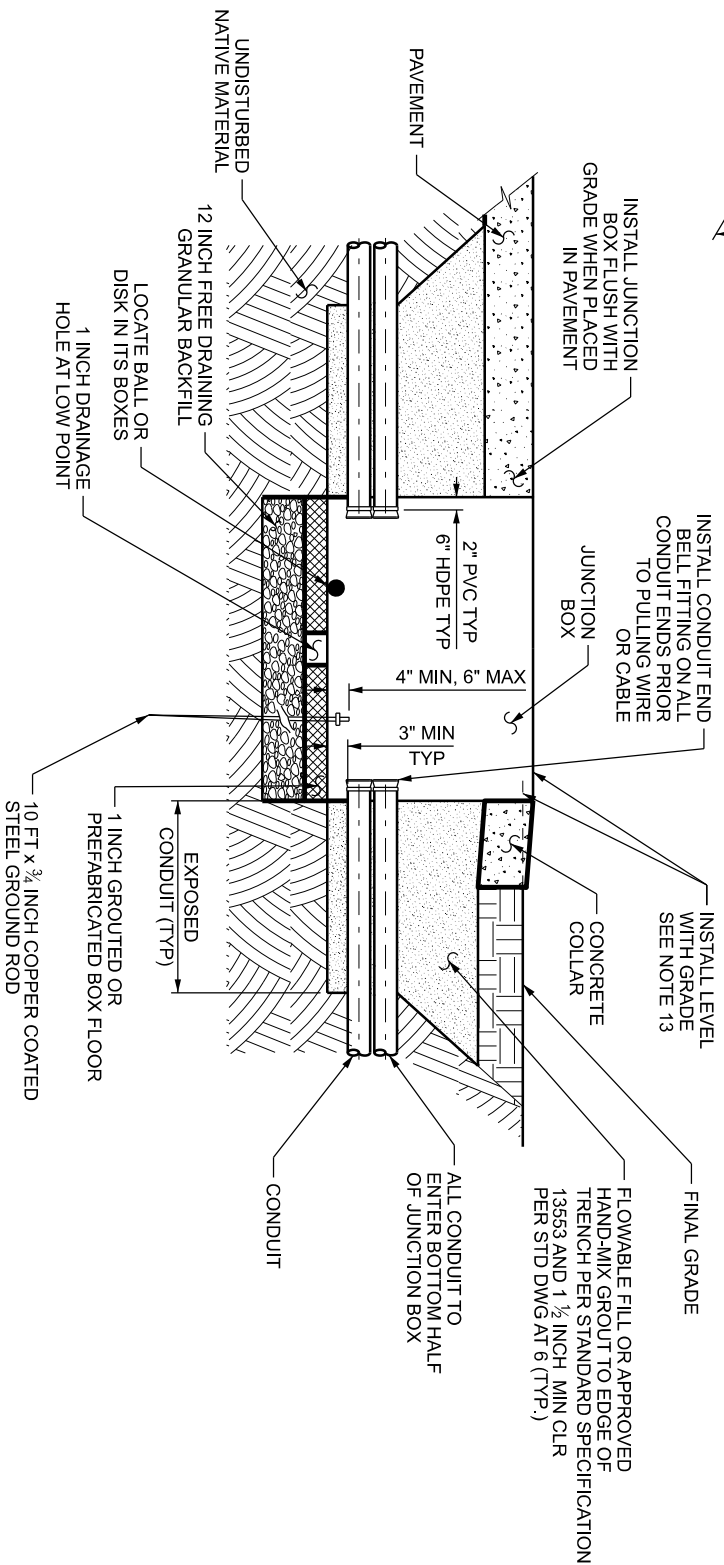 INSTALL JUNCTION
BOX FLUSH WITH
GRADE WHEN PLACED
IN PAVEMENT
PAVEMENT
UNDISTURBED
NATIVE MATERIAL
12 INCH FREE DRAINING
GRANULAR BACKFILL
LOCATE BALL OR
DISK IN ITS BOXES
1 INCH DRAINAGE
HOLE AT LOW POINT
INSTALL CONDUIT END
BELL FITTING ON ALL
CONDUIT ENDS PRIOR
TO PULLING WIRE
OR CABLE
JUNCTION
BOX
2" PVC TYP
6" HDPE TYP
4" MIN, 6" MAX
3" MIN
TYP
INSTALL LEVEL
WITH GRADE
SEE NOTE 13
CONCRETE
COLLAR
EXPOSED
CONDUIT (TYP)
1 INCH GROUTED OR
PREFABRICATED BOX FLOOR
10 FT x ¾ INCH COPPER COATED
STEEL GROUND ROD
FINAL GRADE
FLOWABLE FILL OR APPROVED
HAND-MIX GROUT TO EDGE OF
TRENCH PER STANDARD SPECIFICATION
13553 AND 1 ½ INCH MIN CLR
PER STD DWG AT 6 (TYP.)
ALL CONDUIT TO
ENTER BOTTOM HALF
OF JUNCTION BOX
CONDUIT